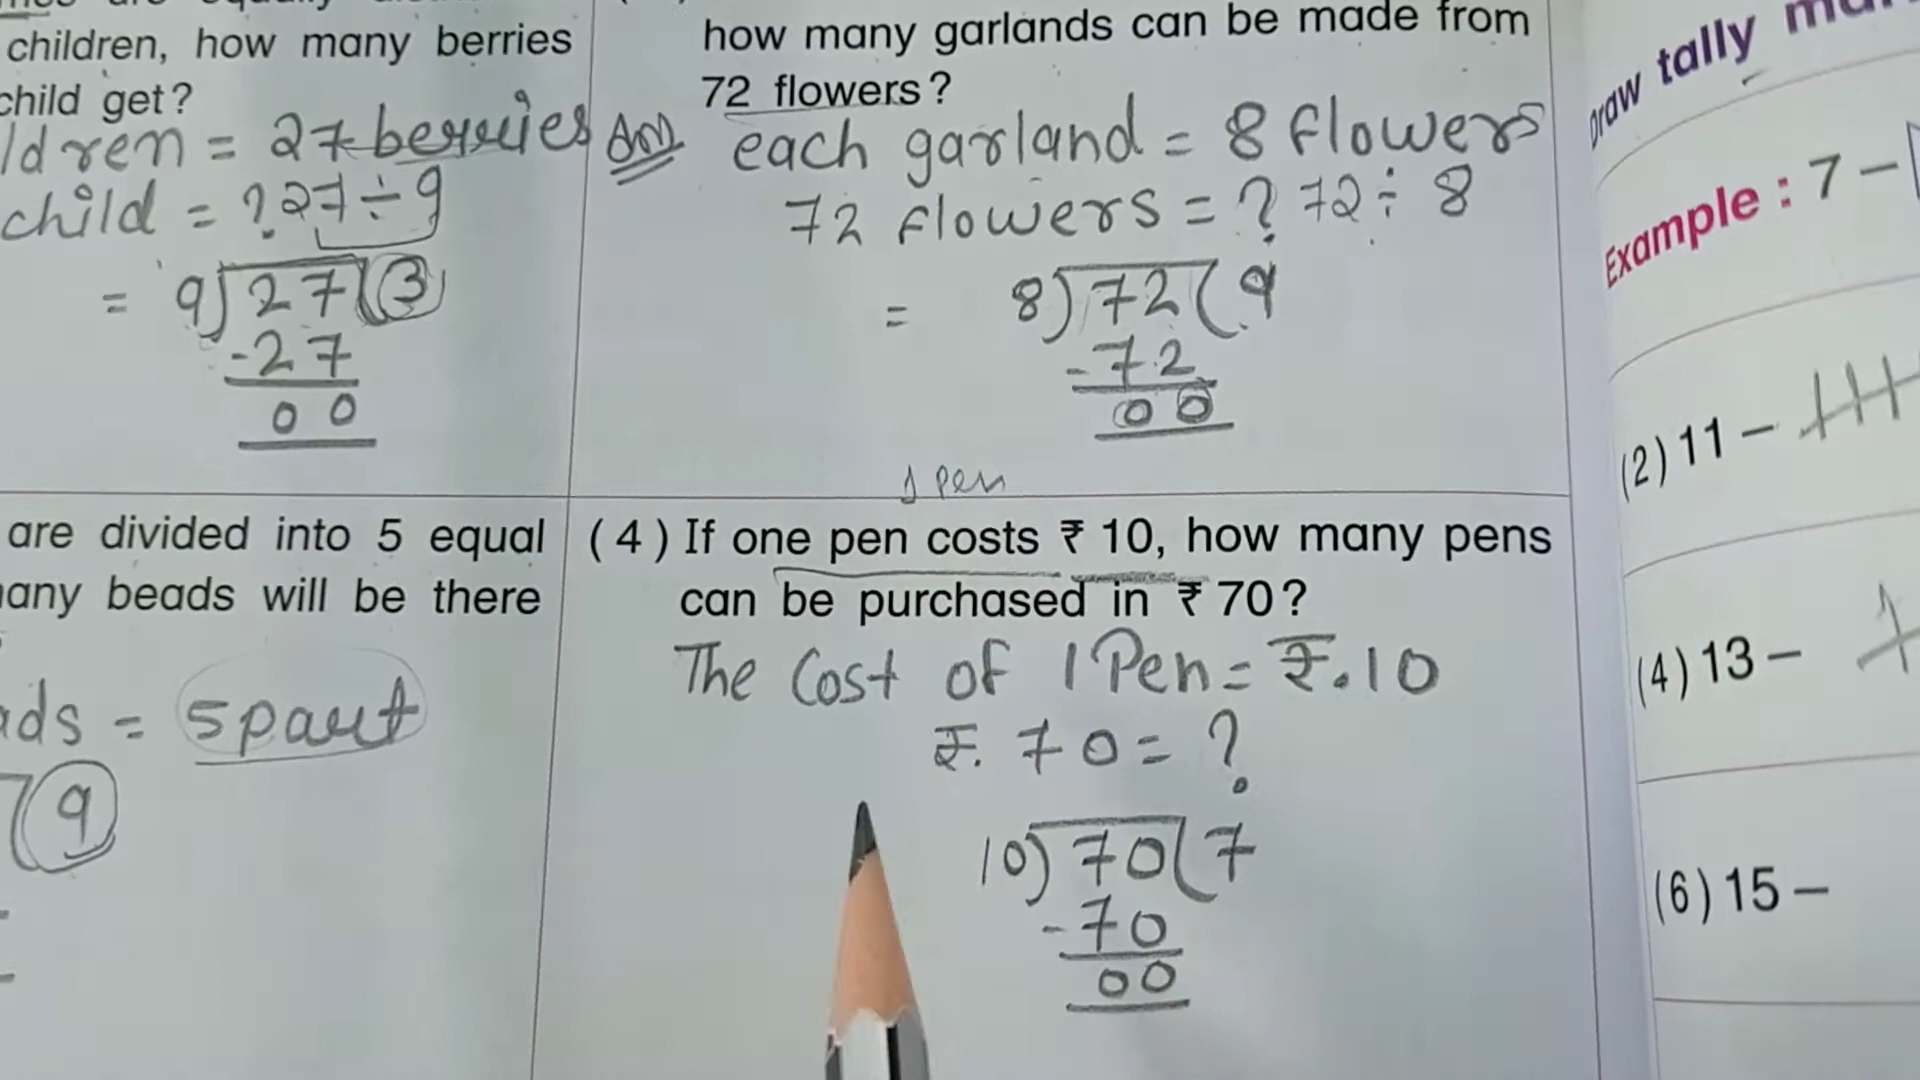 children, how many berries
child get?
ldren = 27 berries
child = ? 27 ÷ 9
= 9)27(3
-27
00
how many garlands can be made from
72 flowers?
Ans each garland = 8 flowers
72 flowers = ? 72 ÷ 8
= 8)72(9
-72
00
are divided into 5 equal
many beads will be there
ads = 5 part
9
1 pen
(4) If one pen costs ₹ 10, how many pens
can be purchased in ₹ 70?
The Cost of 1 Pen = ₹.10
₹. 70 = ?
10)70(7
-70
00
Draw tally
Example : 7 –
(2) 11 –
(4) 13 –
(6) 15 –